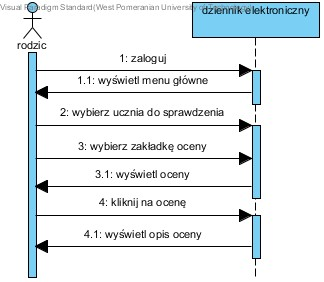 Visual Paradigm Standard(West Pomeranian University of
dziennik elektroniczny
rodzic
1: zaloguj
1.1: wyświetl menu główne
2: wybierz ucznia do sprawdzenia
3: wybierz zakładkę oceny
3.1: wyświetl oceny
4: kliknij na ocenę
4.1: wyświetl opis oceny